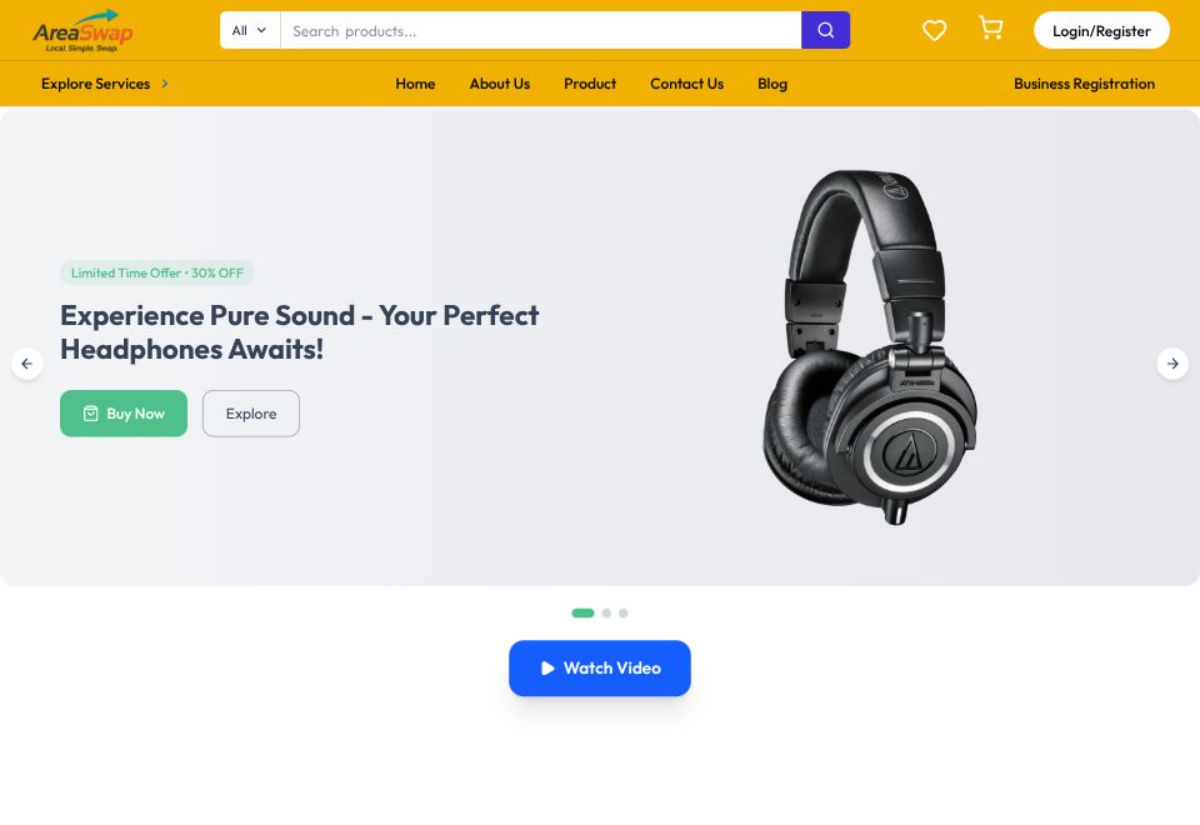 AreaSwap
Local. Simple. Swap.
All
Search products...
Login/Register
Explore Services
Home
About Us
Product
Contact Us
Blog
Business Registration
Limited Time Offer • 30% OFF
Experience Pure Sound - Your Perfect
Headphones Awaits!
Buy Now
Explore
Watch Video